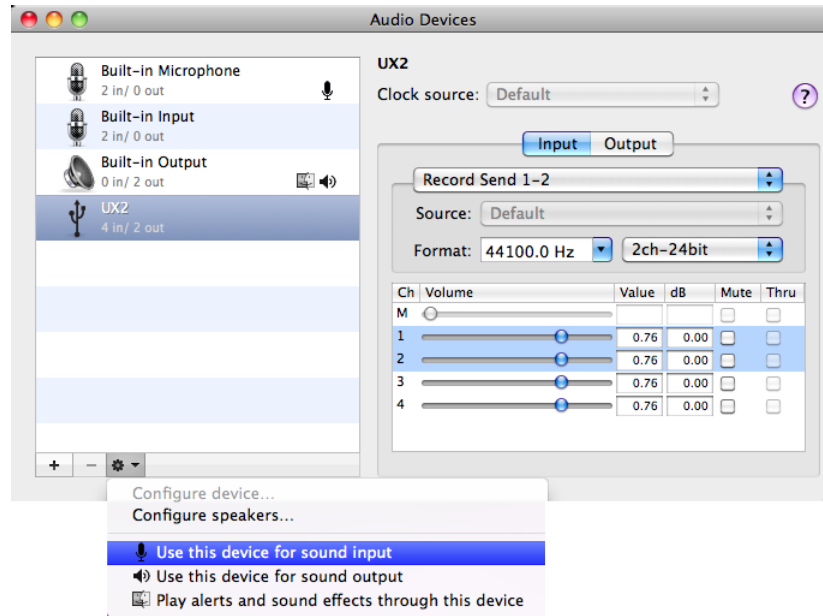 Audio Devices
Built-in Microphone
2 in/ 0 out
Built-in Input
2 in/ 0 out
Built-in Output
0 in/ 2 out
UX2
4 in/ 2 out
UX2
Clock source: Default
?
Input Output
Record Send 1-2
Source: Default
Format: 44100.0 Hz 2ch-24bit
Ch Volume Value dB Mute Thru
M
1 0.76 0.00
2 0.76 0.00
3 0.76 0.00
4 0.76 0.00
+ −
Configure device...
Configure speakers...
Use this device for sound input
Use this device for sound output
Play alerts and sound effects through this device